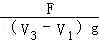 F
(V₃ － V₁) g